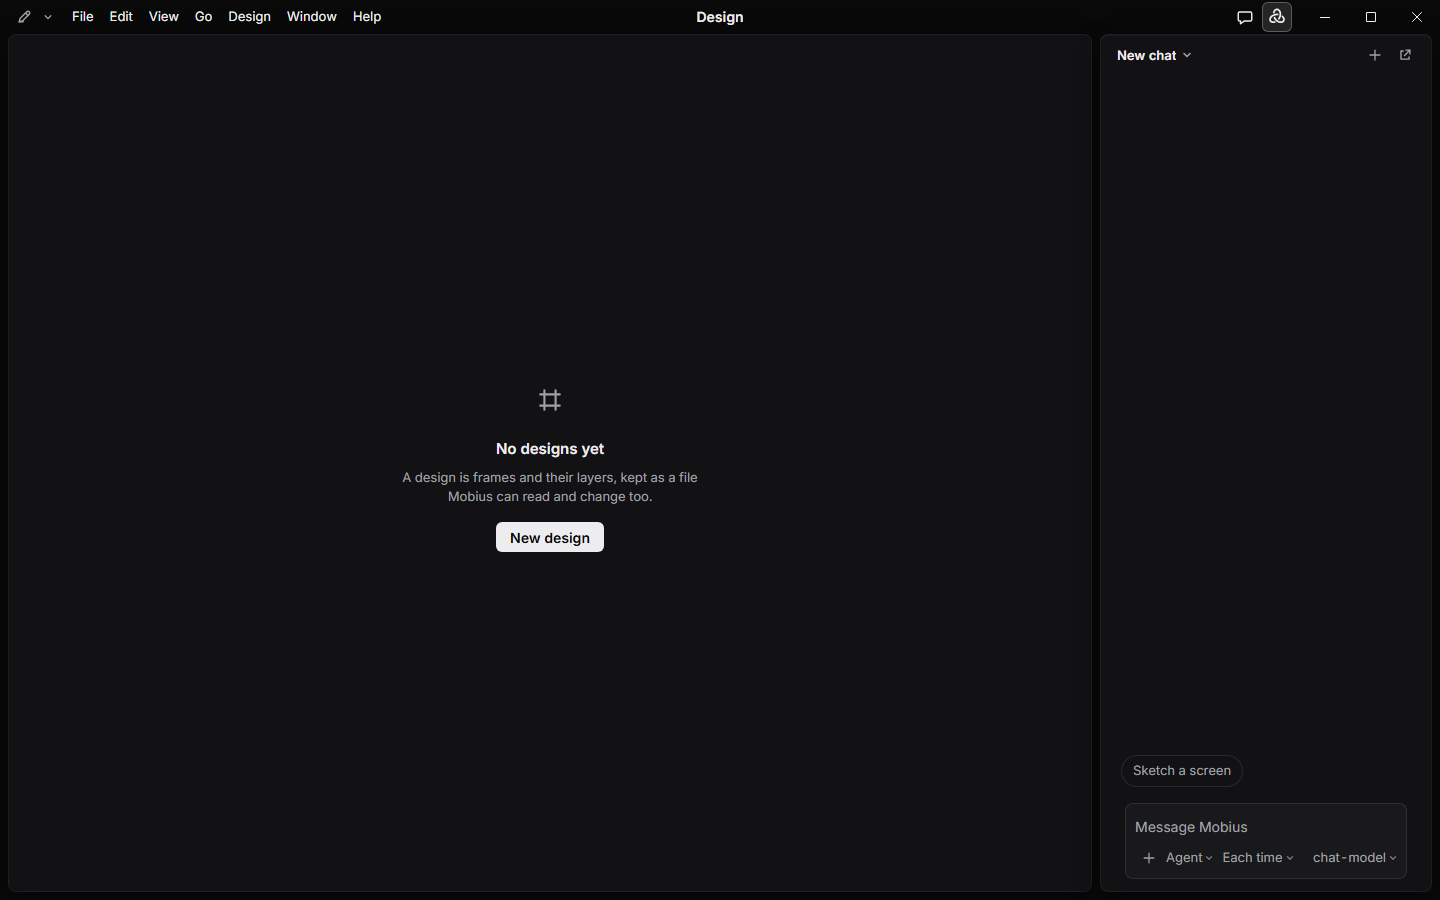 File Edit View Go Design Window Help
Design
New chat
No designs yet
A design is frames and their layers, kept as a file
Mobius can read and change too.
New design
Sketch a screen
Message Mobius
Agent Each time chat-model